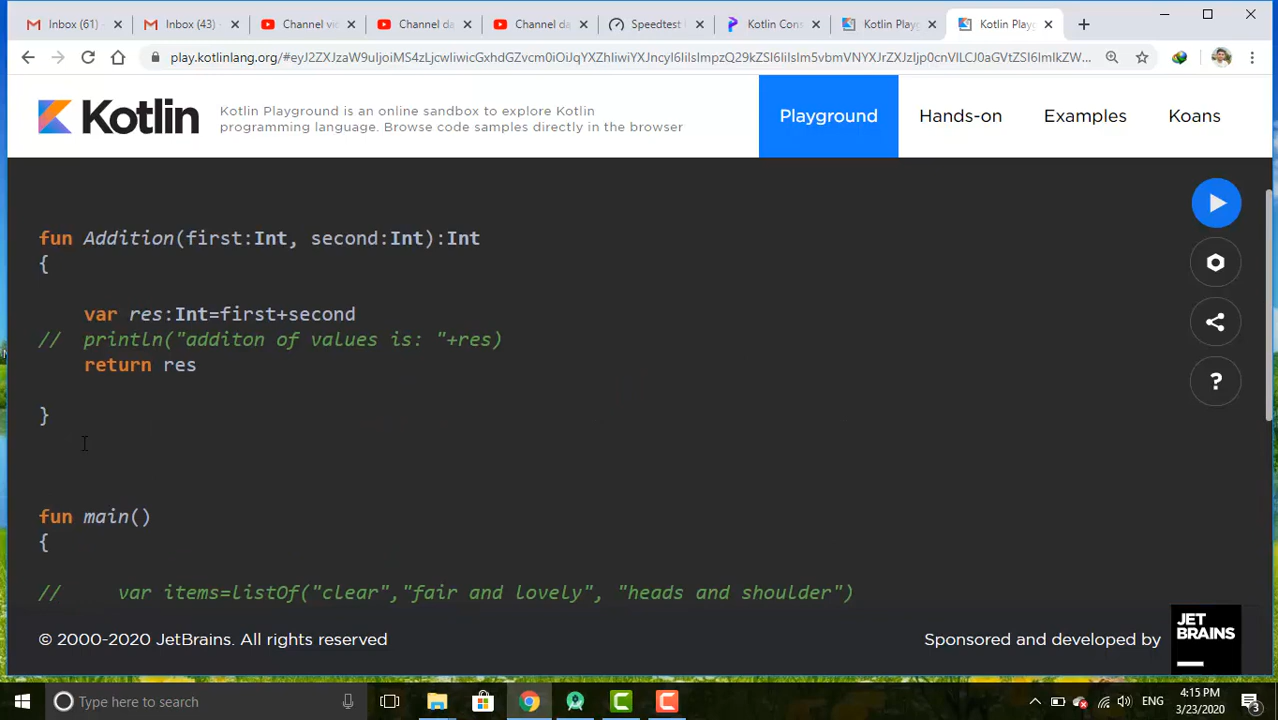 Inbox (61)
Inbox (43)
Channel vi
Channel da
Channel da
Speedtest
Kotlin Cons
Kotlin Play
Kotlin Play
Kotlin
Kotlin Playground is an online sandbox to explore Kotlin
programming language. Browse code samples directly in the browser
Playground
Hands-on
Examples
Koans
fun Addition(first:Int, second:Int):Int
{
var res:Int=first+second
// println("additon of values is: "+res)
return res
}
fun main()
{
// var items=listOf("clear","fair and lovely", "heads and shoulder")
© 2000-2020 JetBrains. All rights reserved
Sponsored and developed by
JET
BRAINS
Type here to search
ENG
4:15 PM
3/23/2020
3